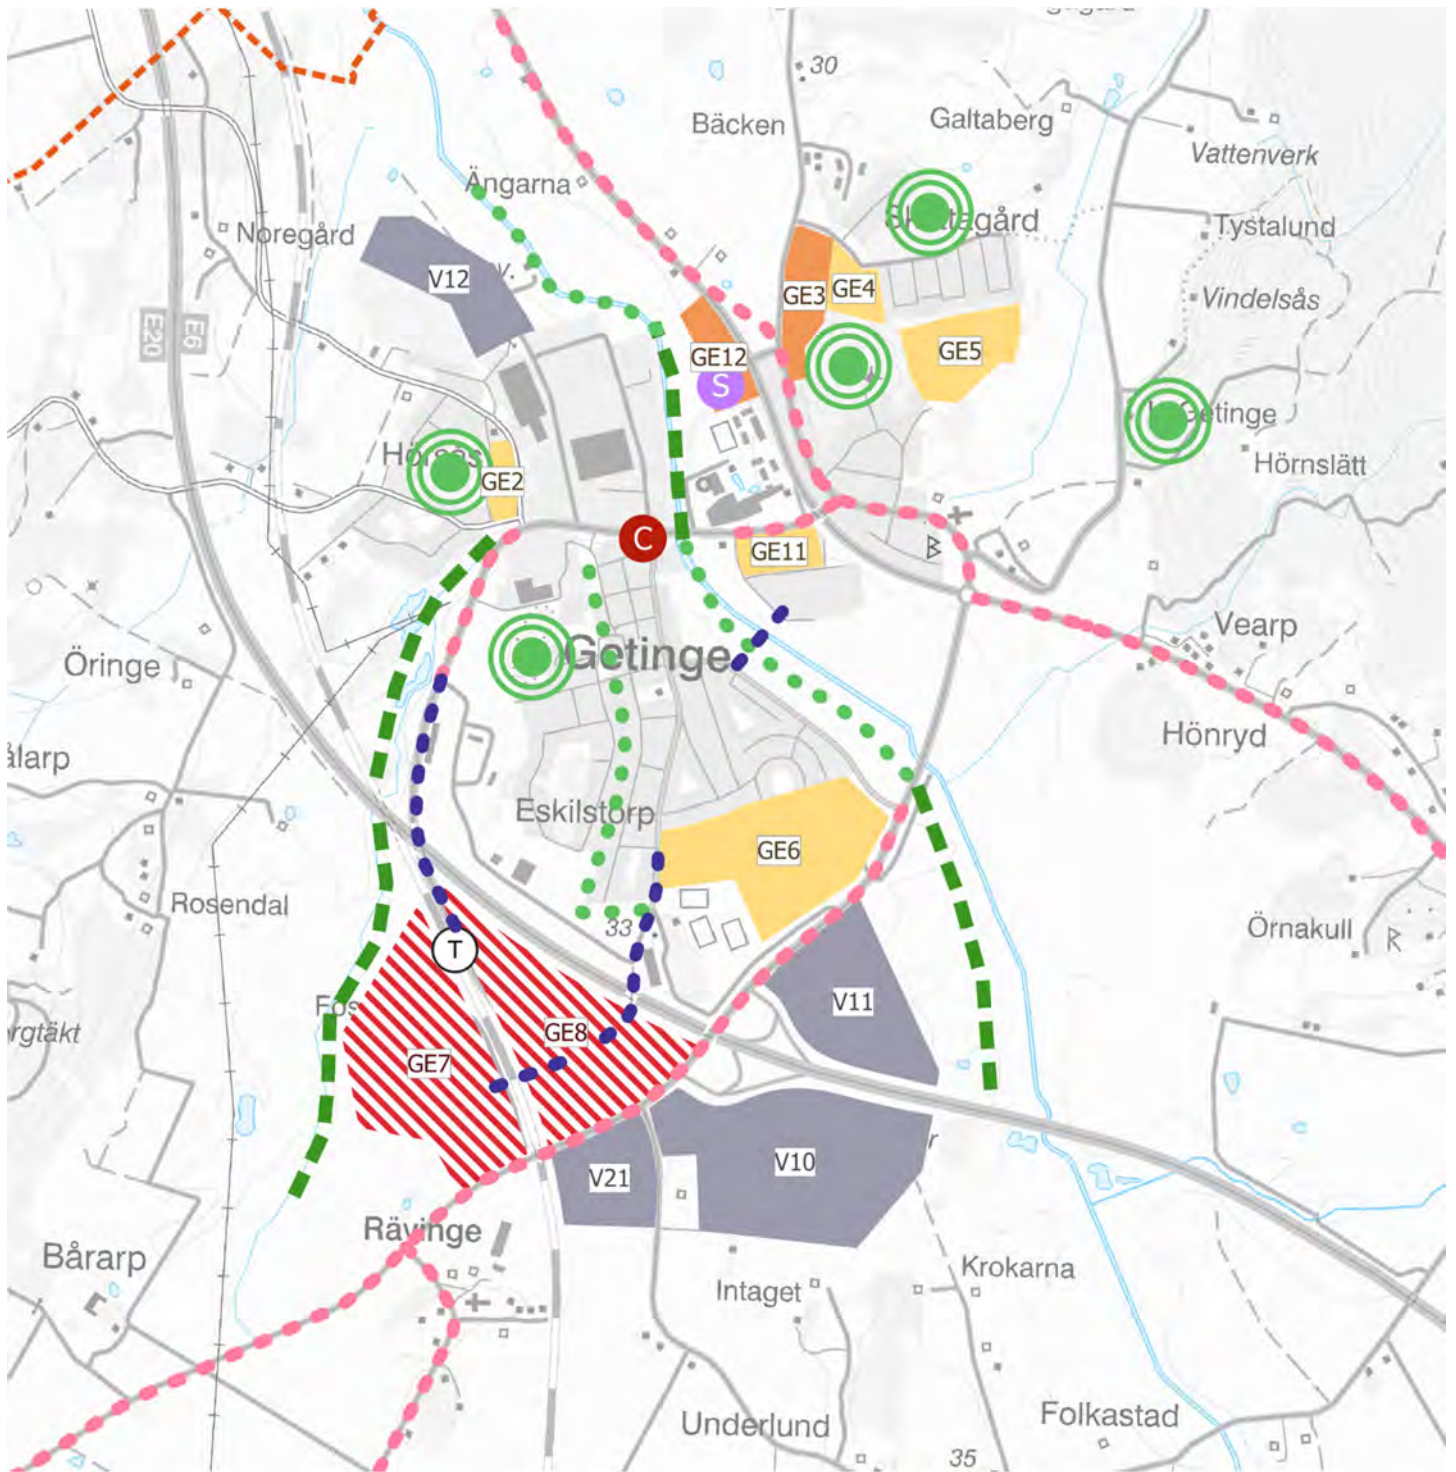 30
Bäcken
Galtaberg
Vattenverk
Ängarna
Tystalund
Noregård
V12
v.
GE3
GE4
Vindelsås
E20
E6
GE12
GE5
S
Getinge
Hörnslätt
GE2
C
GE11
Vearp
Getinge
Öringe
Hönryd
Eskilstorp
GE6
Rosendal
33
Örnakull
T
V11
GE8
GE7
V10
V21
Rävinge
Bårarp
Intaget
Krokarna
Underlund
Folkastad
35